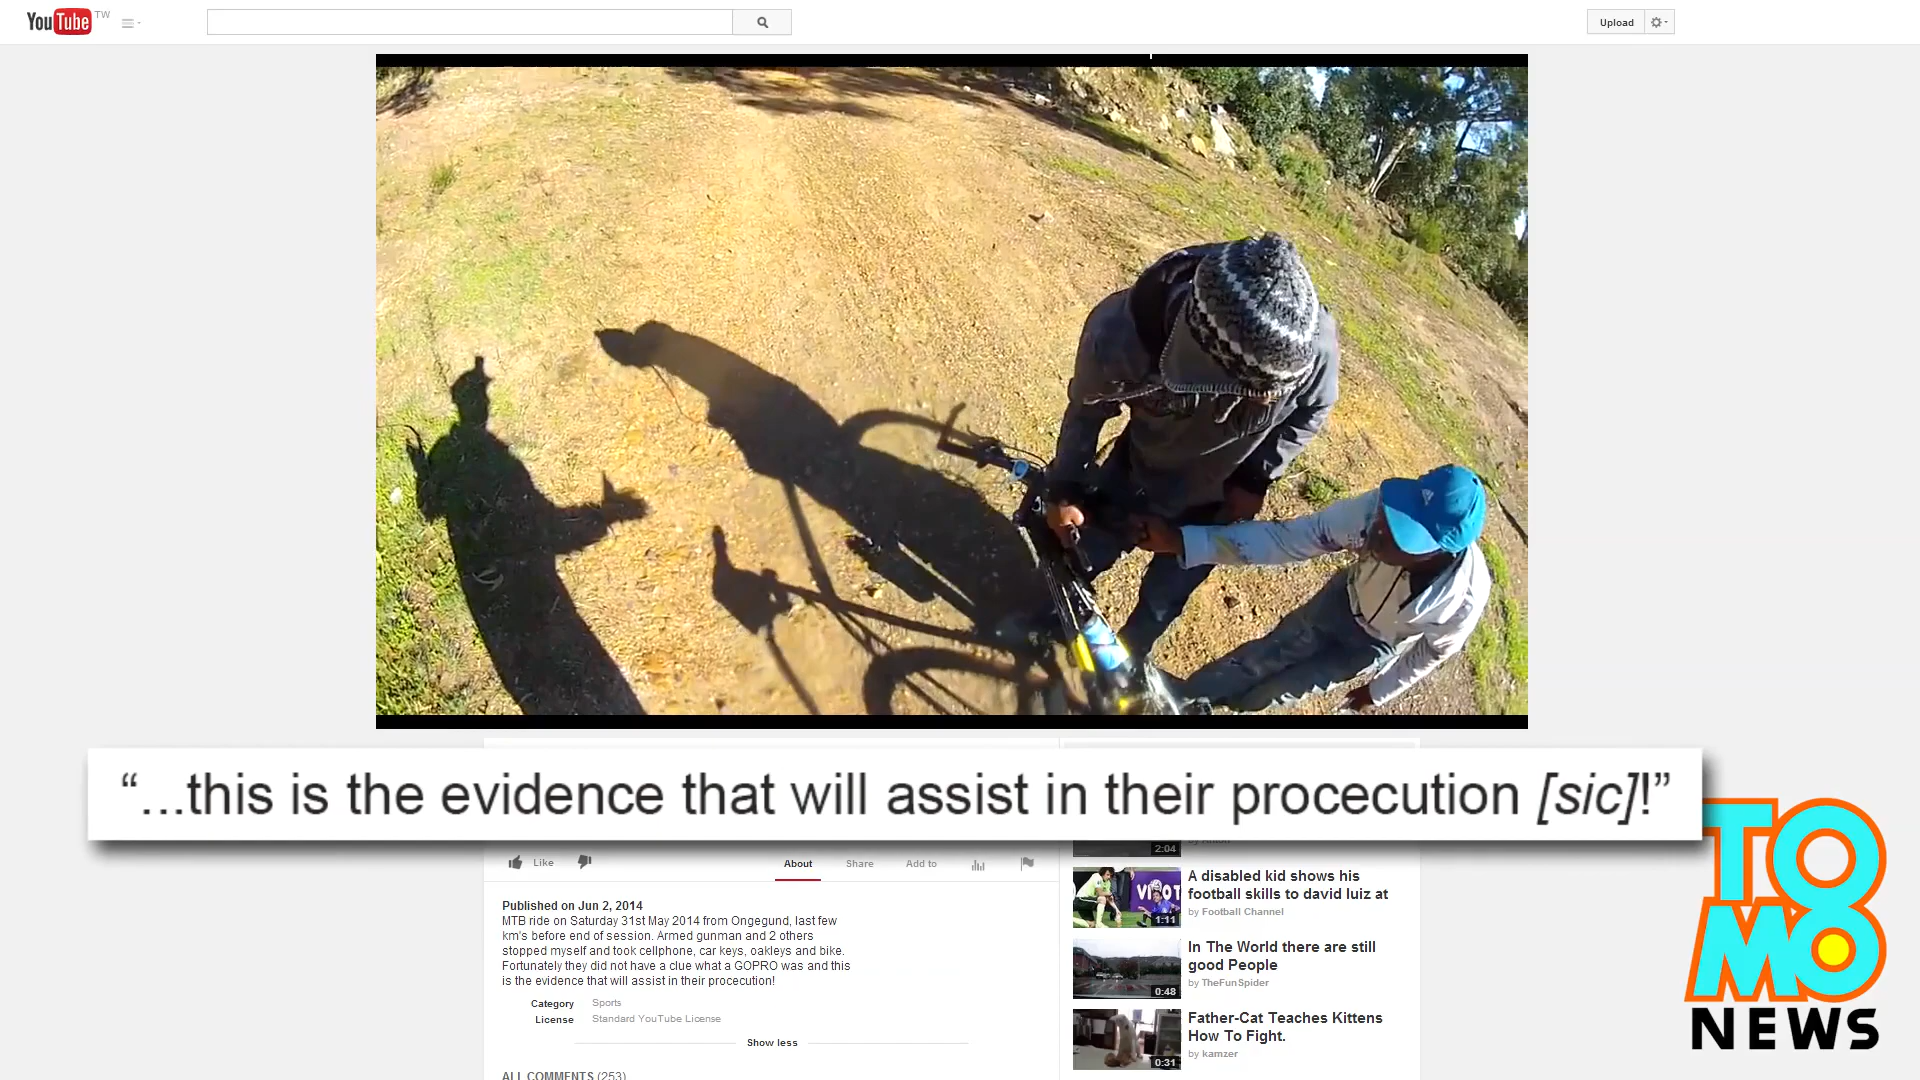 YouTube TW
Upload
“...this is the evidence that will assist in their procecution [sic]!”
Like
About
Share
Add to
Published on Jun 2, 2014
MTB ride on Saturday 31st May 2014 from Ongegund, last few
km's before end of session. Armed gunman and 2 others
stopped myself and took cellphone, car keys, oakleys and bike.
Fortunately they did not have a clue what a GOPRO was and this
is the evidence that will assist in their procecution!
Category Sports
License Standard YouTube License
Show less
ALL COMMENTS (253)
2:04
A disabled kid shows his
football skills to david luiz at
by Football Channel
1:11
In The World there are still
good People
by TheFunSpider
0:48
Father-Cat Teaches Kittens
How To Fight.
by kamzer
0:31
TOMO
NEWS